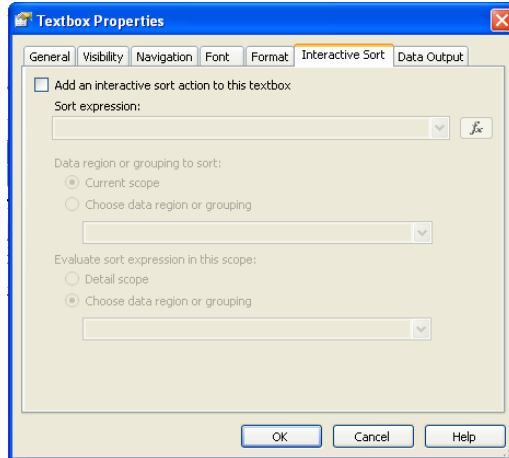 Textbox Properties
General Visibility Navigation Font Format Interactive Sort Data Output
Add an interactive sort action to this textbox
Sort expression:
fx
Data region or grouping to sort:
Current scope
Choose data region or grouping
Evaluate sort expression in this scope:
Detail scope
Choose data region or grouping
OK Cancel Help